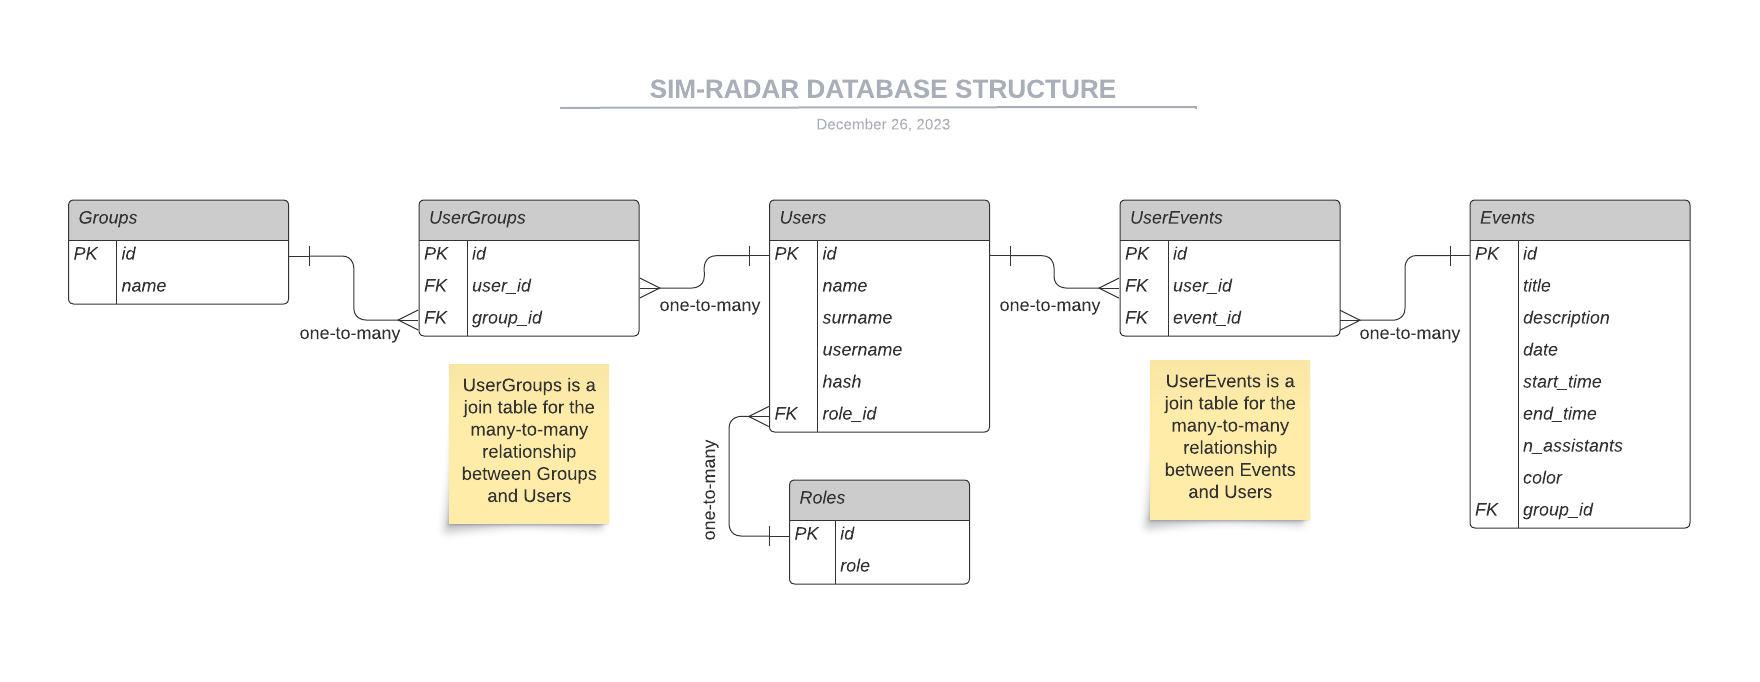 SIM-RADAR DATABASE STRUCTURE
December 26, 2023
Groups
PK id
name
one-to-many
UserGroups
PK id
FK user_id
FK group_id
UserGroups is a
join table for the
many-to-many
relationship
between Groups
and Users
one-to-many
Users
PK id
name
surname
username
hash
FK role_id
one-to-many
Roles
PK id
role
one-to-many
UserEvents
PK id
FK user_id
FK event_id
UserEvents is a
join table for the
many-to-many
relationship
between Events
and Users
one-to-many
Events
PK id
title
description
date
start_time
end_time
n_assistants
color
FK group_id